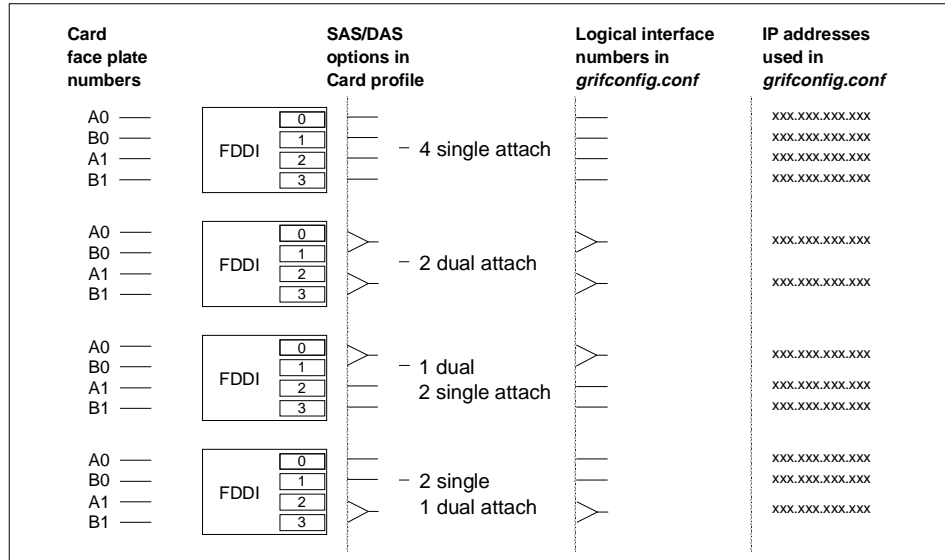 Card face plate numbers
SAS/DAS options in Card profile
Logical interface numbers in grifconfig.conf
IP addresses used in grifconfig.conf
A0
B0
A1
B1
FDDI
0
1
2
3
– 4 single attach
xxx.xxx.xxx.xxx
xxx.xxx.xxx.xxx
xxx.xxx.xxx.xxx
xxx.xxx.xxx.xxx
A0
B0
A1
B1
FDDI
0
1
2
3
– 2 dual attach
xxx.xxx.xxx.xxx
xxx.xxx.xxx.xxx
A0
B0
A1
B1
FDDI
0
1
2
3
– 1 dual
2 single attach
xxx.xxx.xxx.xxx
xxx.xxx.xxx.xxx
xxx.xxx.xxx.xxx
A0
B0
A1
B1
FDDI
0
1
2
3
– 2 single
1 dual attach
xxx.xxx.xxx.xxx
xxx.xxx.xxx.xxx
xxx.xxx.xxx.xxx